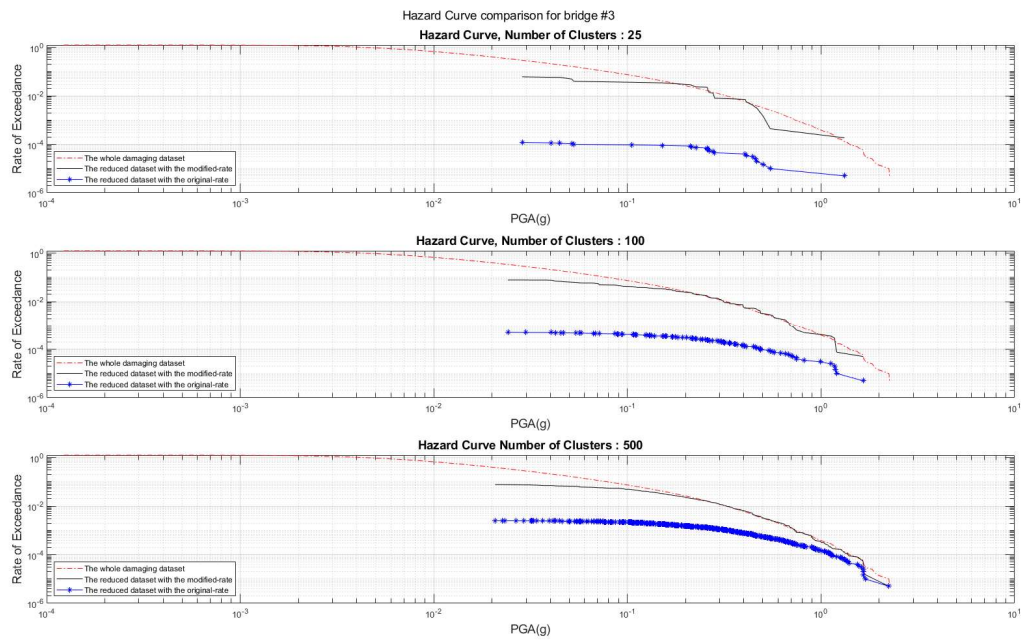 Hazard Curve comparison for bridge #3
Hazard Curve, Number of Clusters : 25
Rate of Exceedance
10^0
10^-2
10^-4
10^-6
The whole damaging dataset
The reduced dataset with the modified-rate
The reduced dataset with the original-rate
10^-4
10^-3
10^-2
10^-1
10^0
10^1
PGA(g)
Hazard Curve, Number of Clusters : 100
Rate of Exceedance
10^0
10^-2
10^-4
10^-6
The whole damaging dataset
The reduced dataset with the modified-rate
The reduced dataset with the original-rate
10^-4
10^-3
10^-2
10^-1
10^0
10^1
PGA(g)
Hazard Curve Number of Clusters : 500
Rate of Exceedance
10^0
10^-2
10^-4
10^-6
The whole damaging dataset
The reduced dataset with the modified-rate
The reduced dataset with the original-rate
10^-4
10^-3
10^-2
10^-1
10^0
10^1
PGA(g)